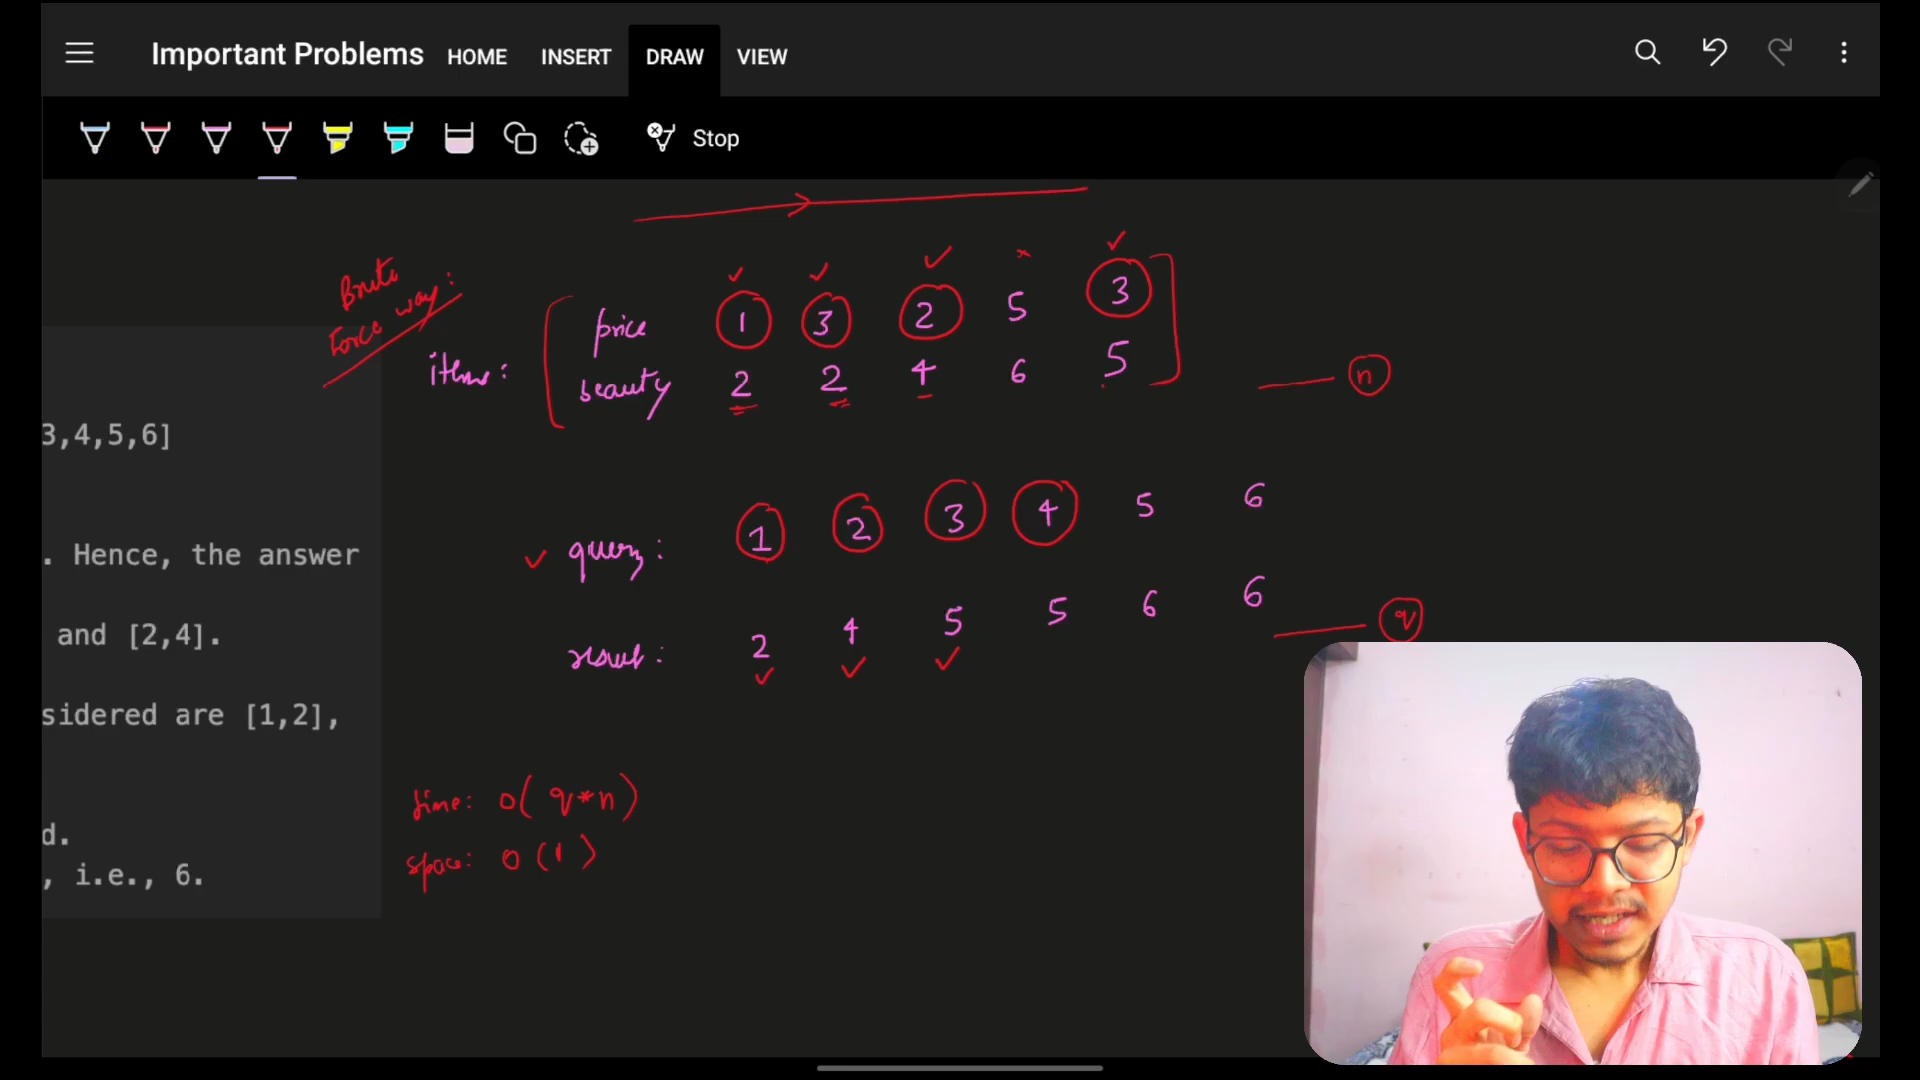 Important Problems HOME INSERT DRAW VIEW
Stop
Brute
Force way:
items:
price 1 3 2 5 3
beauty 2 2 4 6 5
n
3,4,5,6]
query: 1 2 3 4 5 6
. Hence, the answer
result: 2 4 5 5 6 6
q
and [2,4].
sidered are [1,2],
time: O(q*n)
space: O(1)
d.
, i.e., 6.